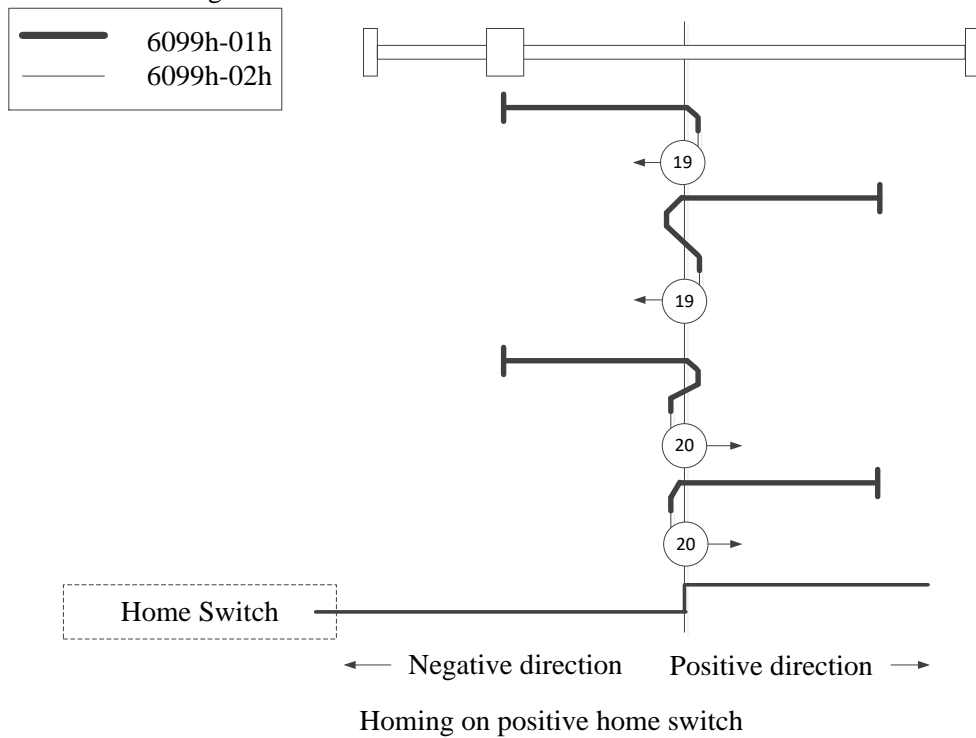 6099h-01h
6099h-02h
19
19
20
20
Home Switch
Negative direction
Positive direction
Homing on positive home switch